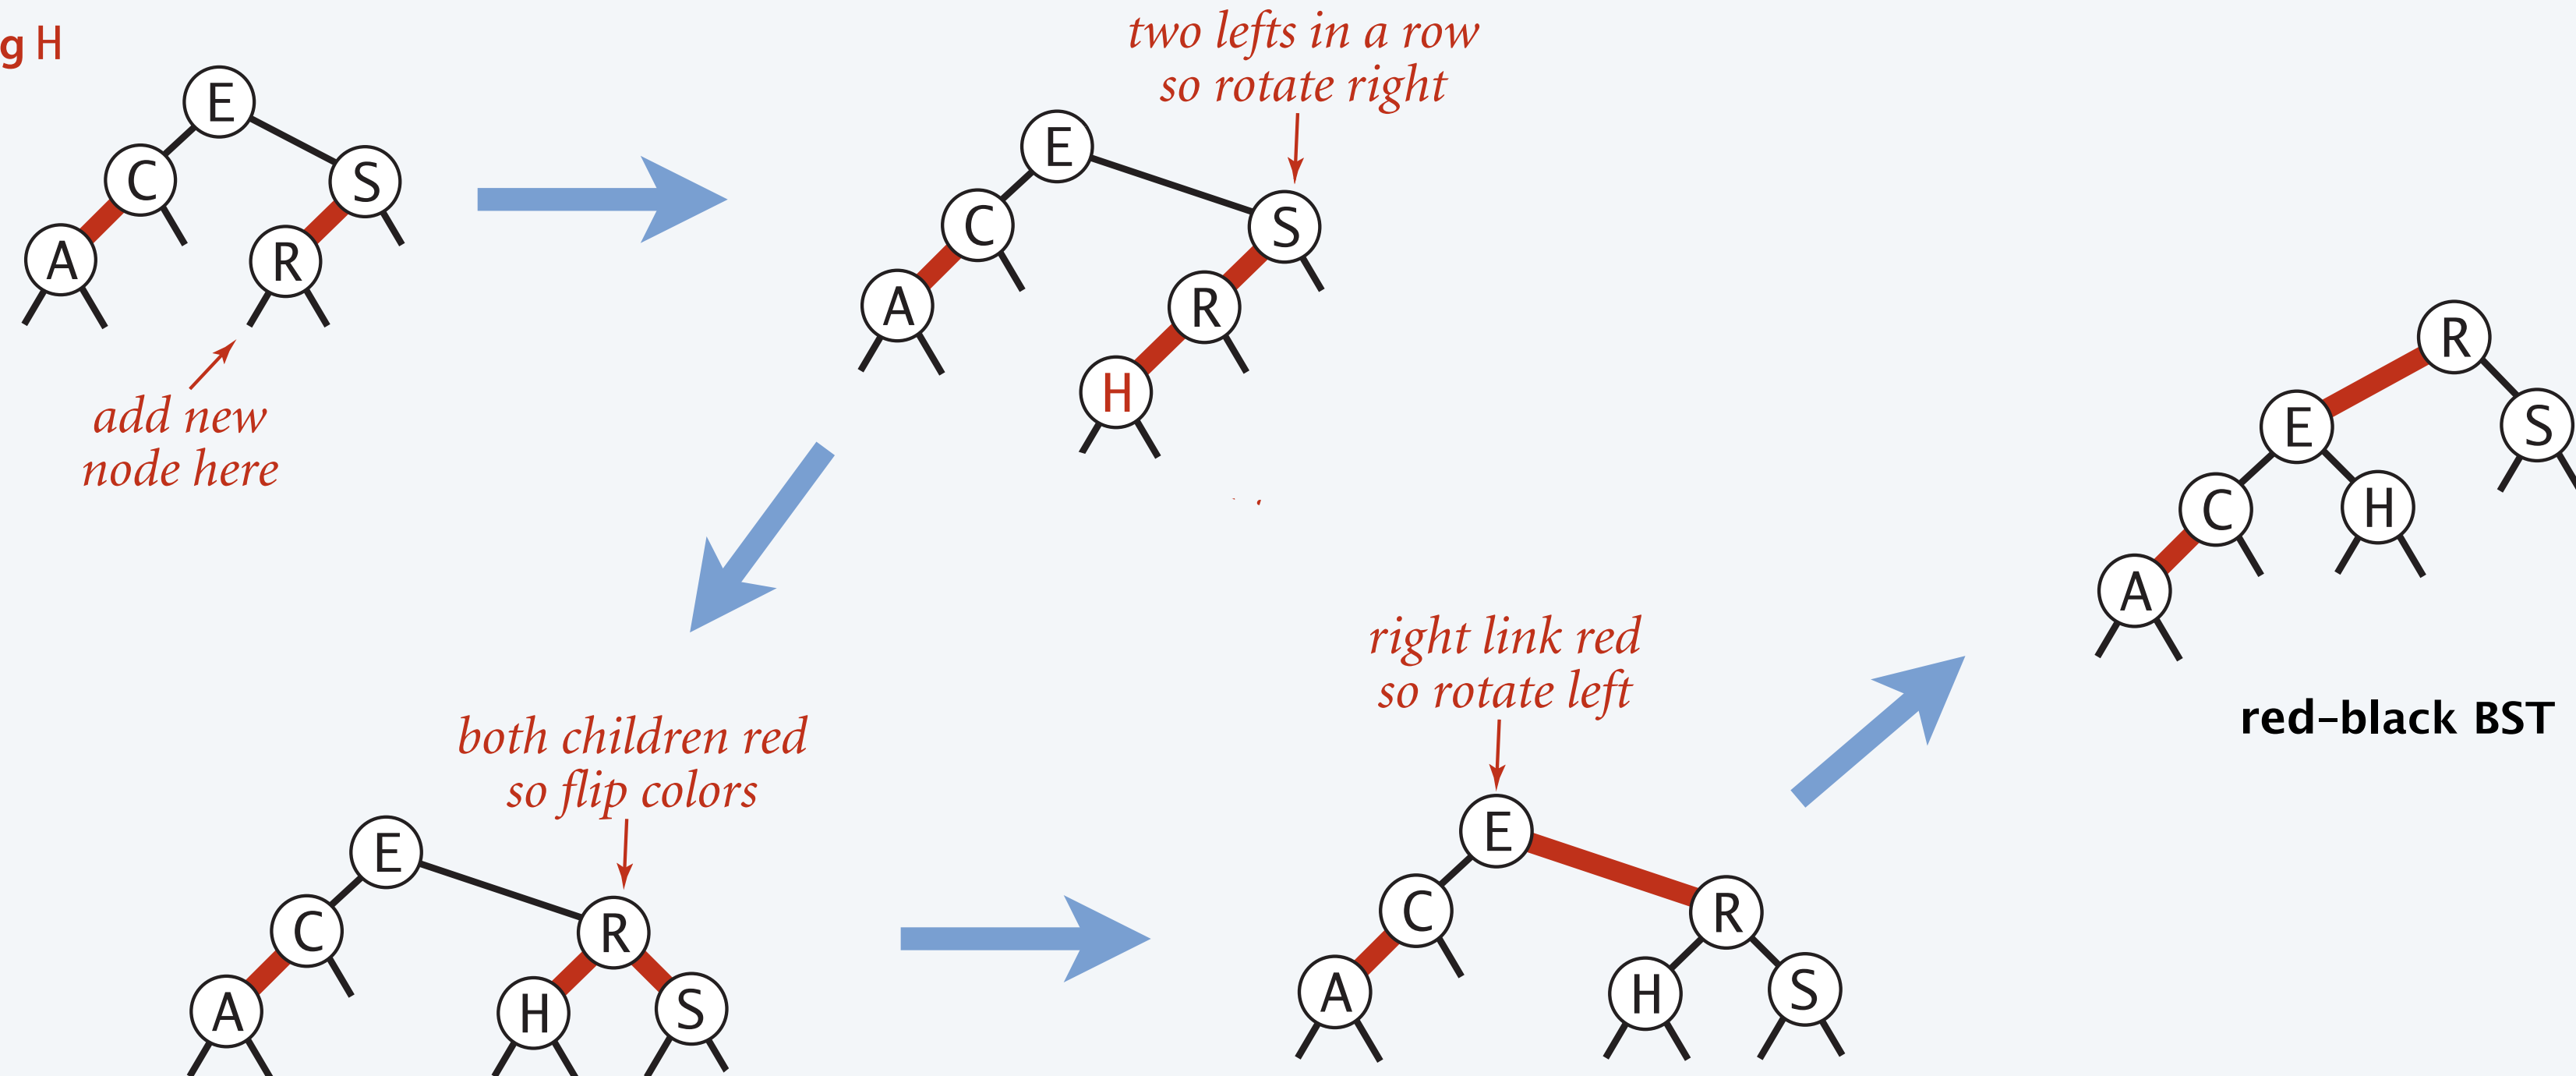 g H
E
C
S
A
R
add new
node here
two lefts in a row
so rotate right
E
C
S
A
R
H
both children red
so flip colors
E
C
R
A
H
S
right link red
so rotate left
E
C
R
A
H
S
R
E
S
C
H
A
red-black BST